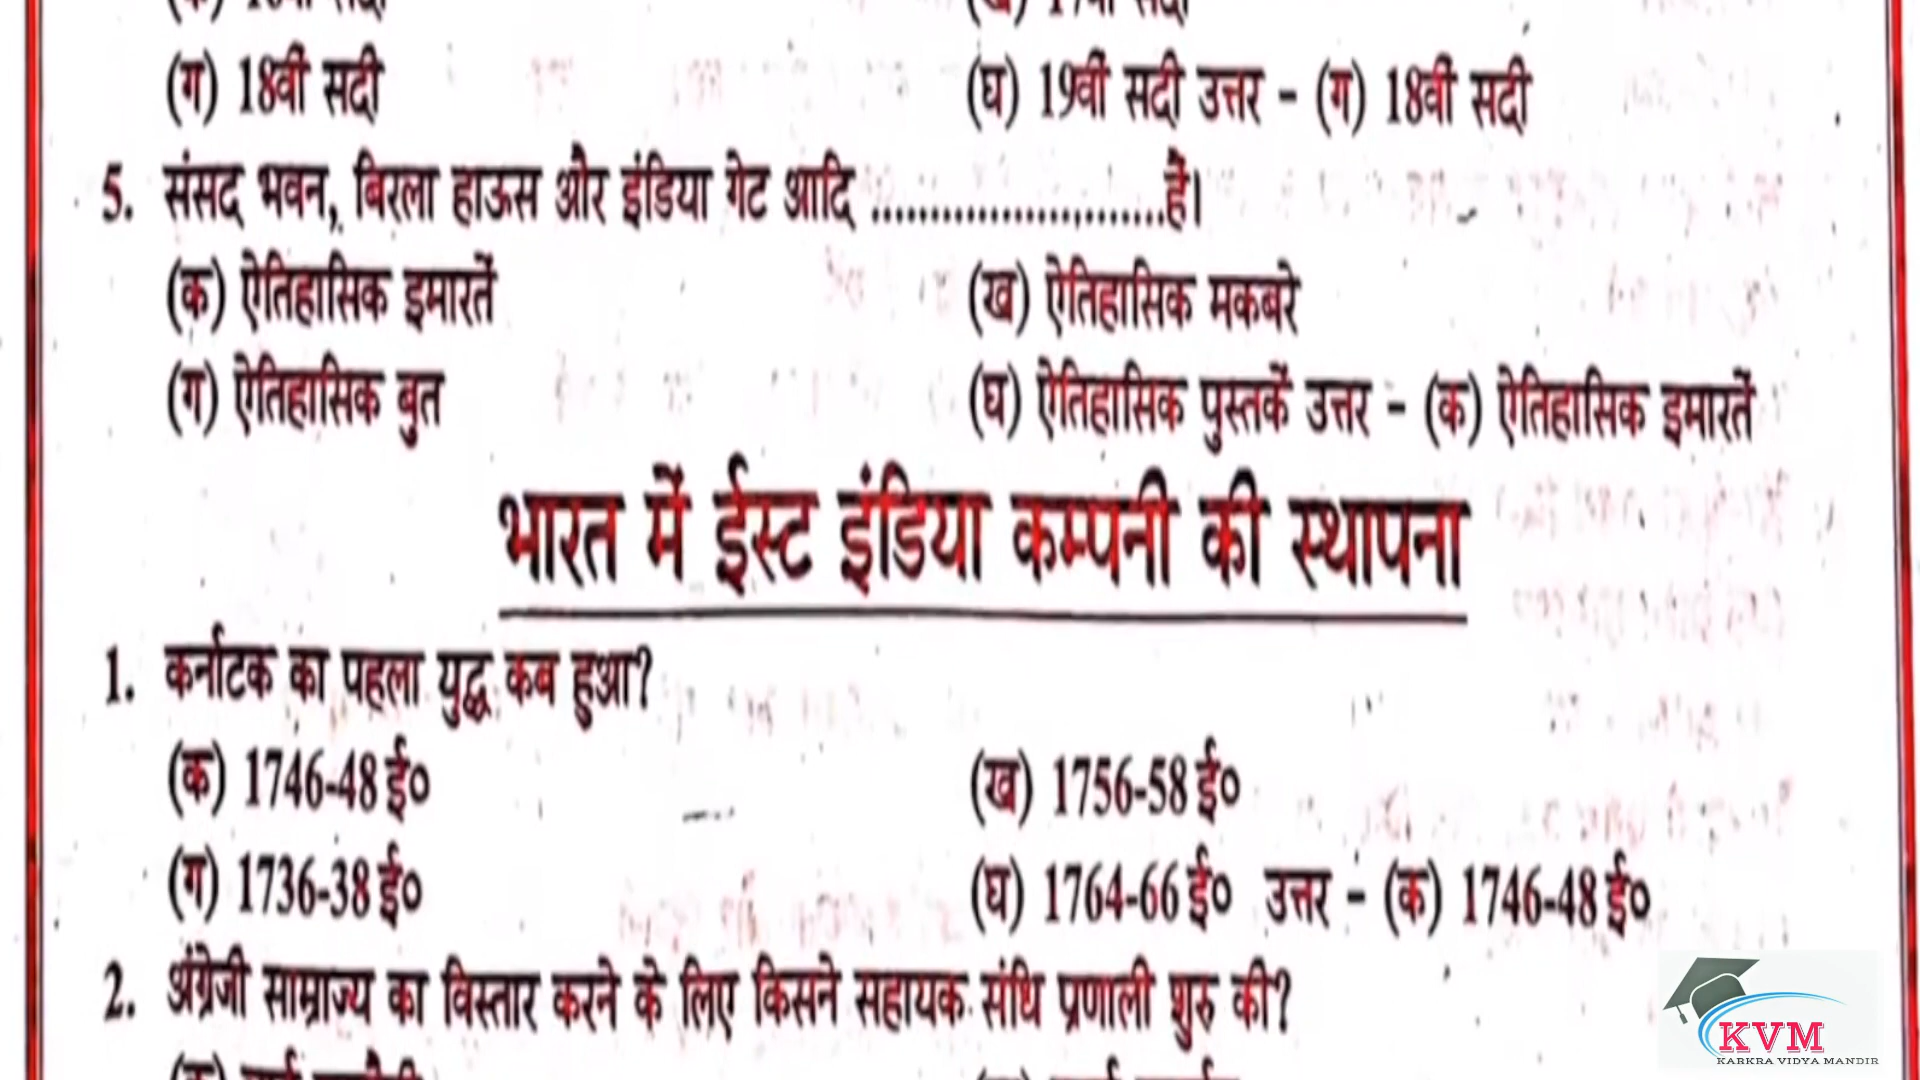 (ग) 18वीं सदी (घ) 19वीं सदी उत्तर - (ग) 18वीं सदी
5. संसद भवन, बिरला हाऊस और इंडिया गेट आदि ........................हैं।
(क) ऐतिहासिक इमारतें (ख) ऐतिहासिक मकबरे
(ग) ऐतिहासिक बुत (घ) ऐतिहासिक पुस्तकें उत्तर - (क) ऐतिहासिक इमारतें
भारत में ईस्ट इंडिया कम्पनी की स्थापना
1. कर्नाटक का पहला युद्ध कब हुआ?
(क) 1746-48 ई० (ख) 1756-58 ई०
(ग) 1736-38 ई० (घ) 1764-66 ई० उत्तर - (क) 1746-48 ई०
2. अंग्रेजी साम्राज्य का विस्तार करने के लिए किसने सहायक संधि प्रणाली शुरु की?
KVM
KARKRA VIDYA MANDIR